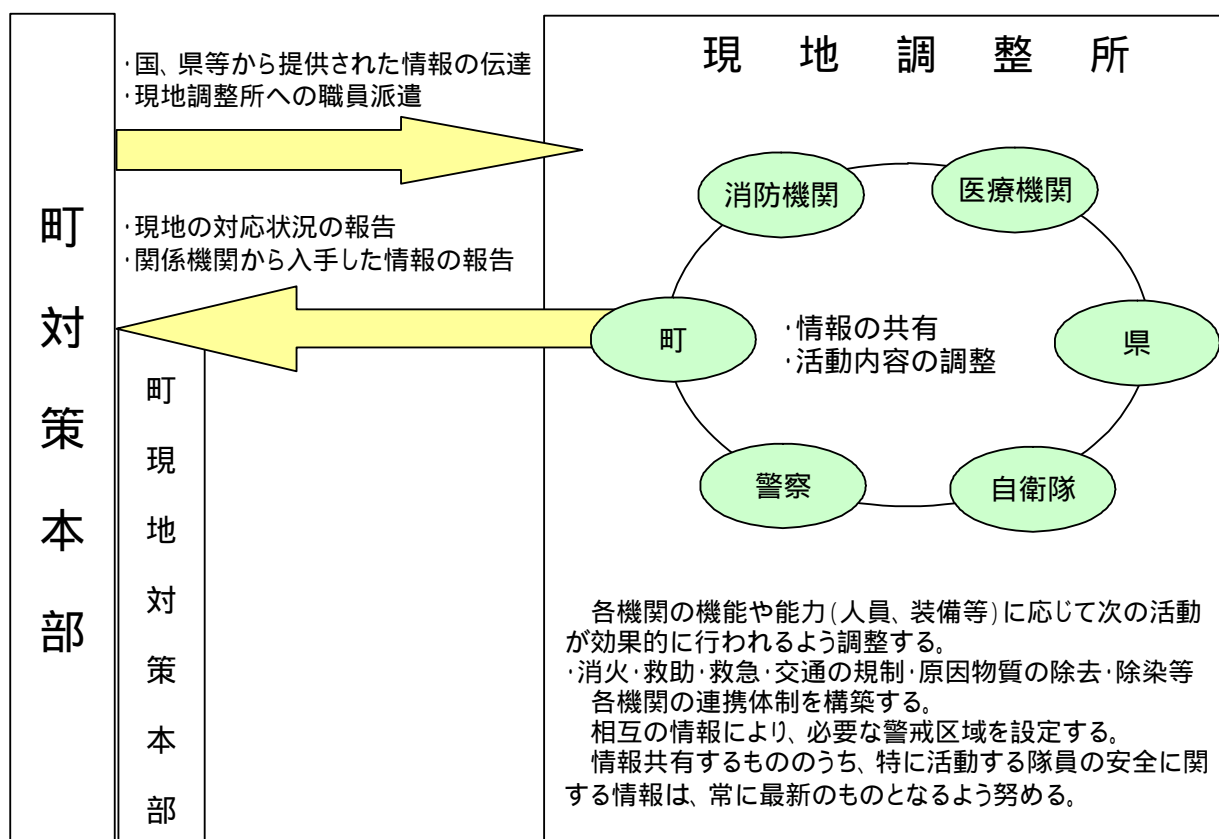 町対策本部
・国、県等から提供された情報の伝達
・現地調整所への職員派遣
・現地の対応状況の報告
・関係機関から入手した情報の報告
町現地対策本部
現地調整所
消防機関
医療機関
町
・情報の共有
・活動内容の調整
県
警察
自衛隊
各機関の機能や能力(人員、装備等)に応じて次の活動
が効果的に行われるよう調整する。
・消火・救助・救急・交通の規制・原因物質の除去・除染等
各機関の連携体制を構築する。
相互の情報により、必要な警戒区域を設定する。
情報共有するもののうち、特に活動する隊員の安全に関
する情報は、常に最新のものとなるよう努める。